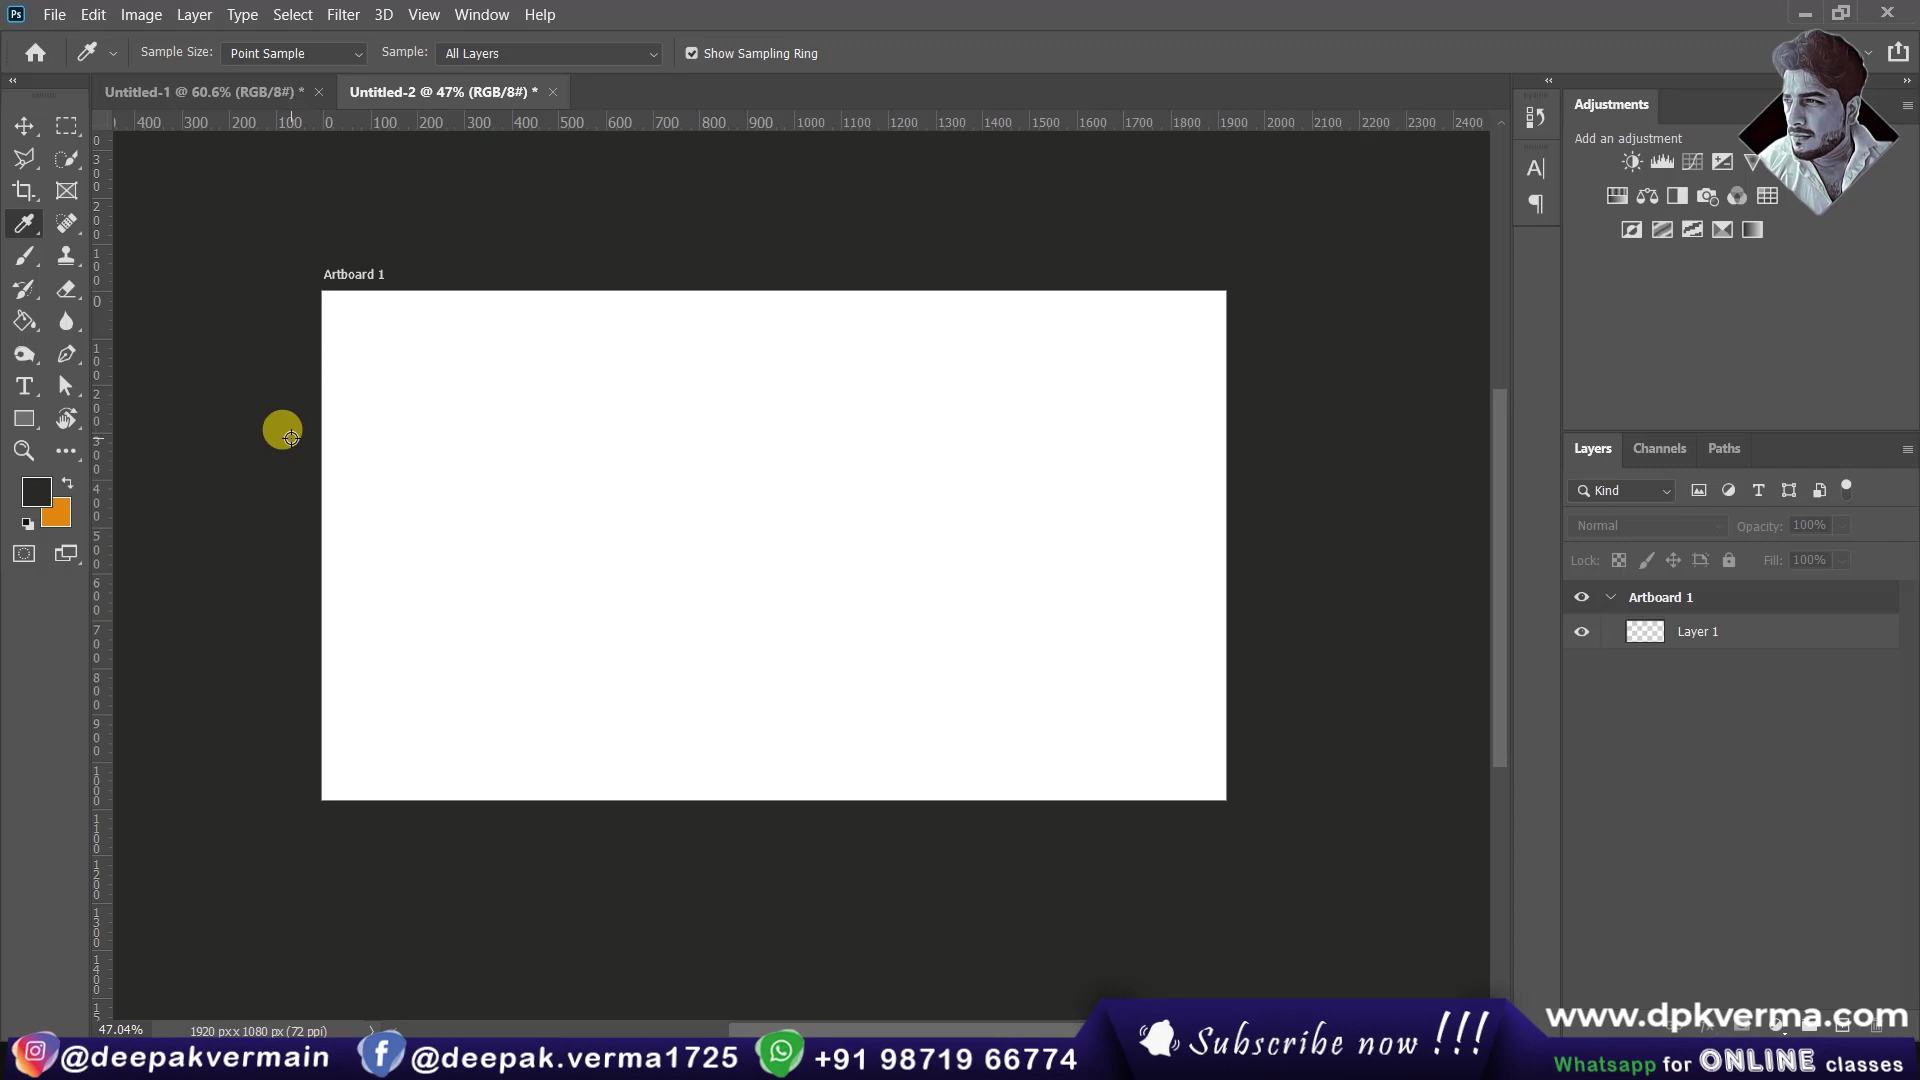 Ps File Edit Image Layer Type Select Filter 3D View Window Help
Sample Size: Point Sample Sample: All Layers Show Sampling Ring
Untitled-1 @ 60.6% (RGB/8#) * Untitled-2 @ 47% (RGB/8#) *
400 300 200 100 0 100 200 300 400 500 600 700 800 900 1000 1100 1200 1300 1400 1500 1600 1700 1800 1900 2000 2100 2200 2300 2400
Adjustments
Add an adjustment
Artboard 1
Layers Channels Paths
Kind
Normal Opacity: 100%
Lock: Fill: 100%
Artboard 1
Layer 1
47.04% 1920 px x 1080 px (72 ppi)
@deepakvermain @deepak.verma1725 +91 98719 66774
Subscribe now !!!
www.dpkverma.com
Whatsapp for ONLINE classes